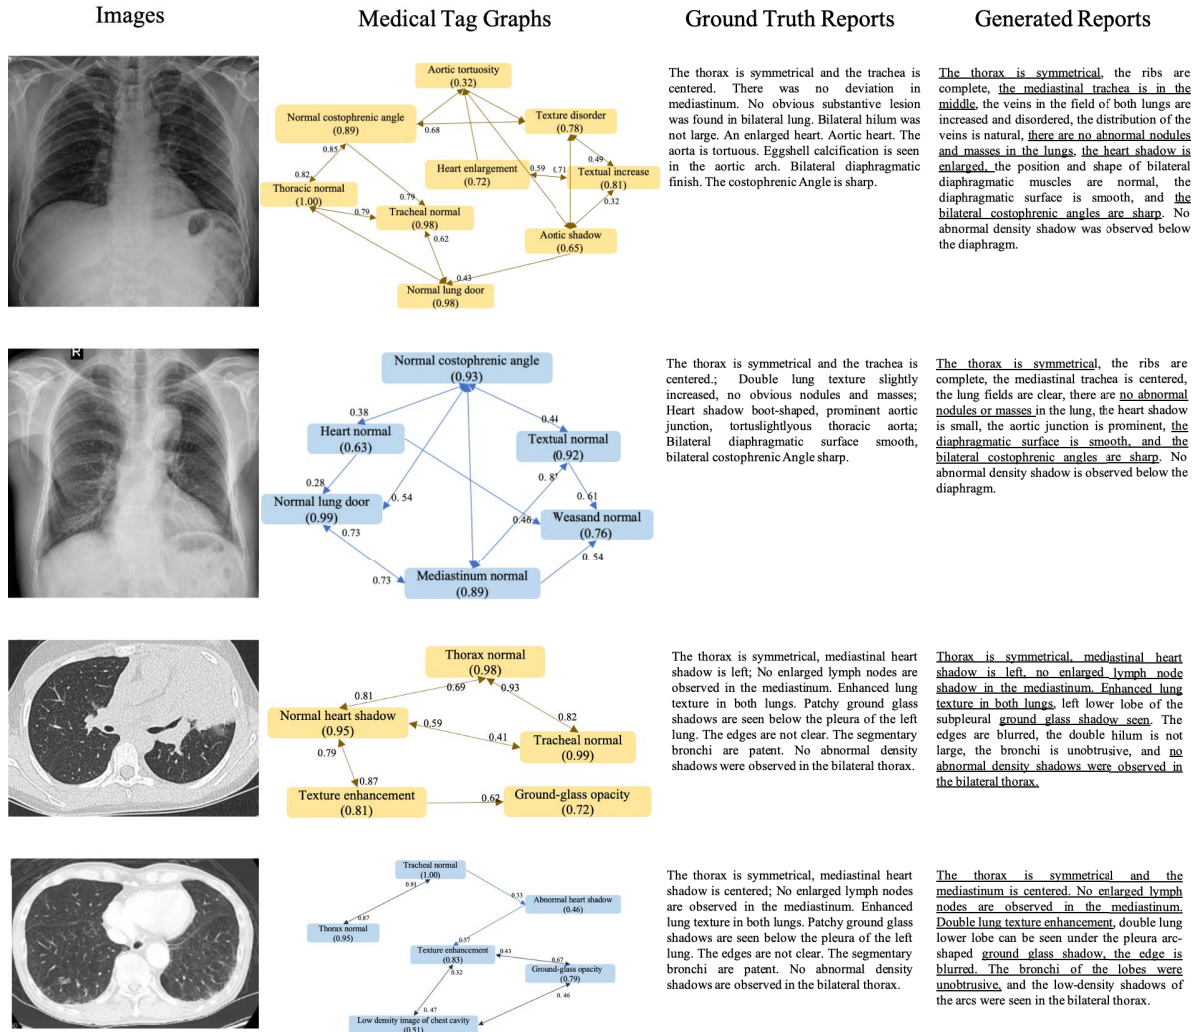 Images
Medical Tag Graphs
Ground Truth Reports
Generated Reports
Aortic tortuosity
(0.32)
Normal costophrenic angle
(0.89)
0.68
Texture disorder
(0.78)
0.85
0.49
Heart enlargement
(0.72)
0.59
0.71
Textual increase
(0.81)
0.82
Thoracic normal
(1.00)
0.79
0.79
Tracheal normal
(0.98)
0.32
0.62
Aortic shadow
(0.65)
0.43
Normal lung door
(0.98)
The thorax is symmetrical and the trachea is
centered. There was no deviation in
mediastinum. No obvious substantive lesion
was found in bilateral lung. Bilateral hilum was
not large. An enlarged heart. Aortic heart. The
aorta is tortuous. Eggshell calcification is seen
in the aortic arch. Bilateral diaphragmatic
finish. The costophrenic Angle is sharp.
The thorax is symmetrical, the ribs are
complete, the mediastinal trachea is in the
middle, the veins in the field of both lungs are
increased and disordered, the distribution of the
veins is natural, there are no abnormal nodules
and masses in the lungs, the heart shadow is
enlarged, the position and shape of bilateral
diaphragmatic muscles are normal, the
diaphragmatic surface is smooth, and the
bilateral costophrenic angles are sharp. No
abnormal density shadow was observed below
the diaphragm.
R
Normal costophrenic angle
(0.93)
0.38
0.44
Heart normal
(0.63)
Textual normal
(0.92)
0.28
0.81
Normal lung door
(0.99)
0.54
0.61
0.46
Weasand normal
(0.76)
0.73
0.54
0.73
Mediastinum normal
(0.89)
The thorax is symmetrical and the trachea is
centered.; Double lung texture slightly
increased, no obvious nodules and masses;
Heart shadow boot-shaped, prominent aortic
junction, tortuslightlyous thoracic aorta;
Bilateral diaphragmatic surface smooth,
bilateral costophrenic Angle sharp.
The thorax is symmetrical, the ribs are
complete, the mediastinal trachea is centered,
the lung fields are clear, there are no abnormal
nodules or masses in the lung, the heart shadow
is small, the aortic junction is prominent, the
diaphragmatic surface is smooth, and the
bilateral costophrenic angles are sharp. No
abnormal density shadow is observed below the
diaphragm.
Thorax normal
(0.98)
0.81
0.69
0.93
Normal heart shadow
(0.95)
0.59
0.82
0.41
Tracheal normal
(0.99)
0.79
0.87
Texture enhancement
(0.81)
0.62
Ground-glass opacity
(0.72)
The thorax is symmetrical, mediastinal heart
shadow is left; No enlarged lymph nodes are
observed in the mediastinum. Enhanced lung
texture in both lungs. Patchy ground glass
shadows are seen below the pleura of the left
lung. The edges are not clear. The segmentary
bronchi are patent. No abnormal density
shadows were observed in the bilateral thorax.
Thorax is symmetrical, mediastinal heart
shadow is left, no enlarged lymph node
shadow in the mediastinum. Enhanced lung
texture in both lungs, left lower lobe of the
subpleural ground glass shadow seen. The
edges are blurred, the double hilum is not
large, the bronchi is unobtrusive, and no
abnormal density shadows were observed in
the bilateral thorax.
Tracheal normal
(1.00)
0.91
0.33
Abnormal heart shadow
(0.46)
0.87
Thorax normal
(0.95)
0.37
Texture enhancement
(0.83)
0.43
0.67
0.32
Ground-glass opacity
(0.79)
0.46
0.47
Low density image of chest cavity
(0.51)
The thorax is symmetrical, mediastinal heart
shadow is centered; No enlarged lymph nodes
are observed in the mediastinum. Enhanced
lung texture in both lungs. Patchy ground glass
shadows are seen below the pleura of the left
lung. The edges are not clear. The segmentary
bronchi are patent. No abnormal density
shadows are observed in the bilateral thorax.
The thorax is symmetrical and the
mediastinum is centered. No enlarged lymph
nodes are observed in the mediastinum.
Double lung texture enhancement, double lung
lower lobe can be seen under the pleura arc-
shaped ground glass shadow, the edge is
blurred. The bronchi of the lobes were
unobtrusive, and the low-density shadows of
the arcs were seen in the bilateral thorax.